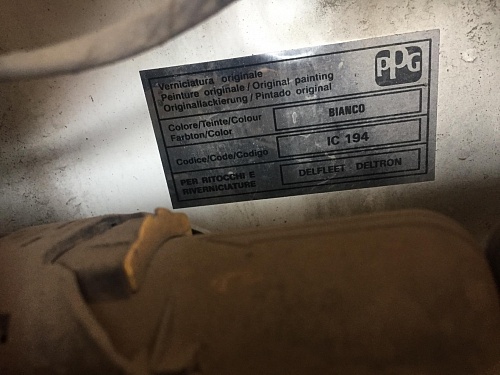 Verniciatura originale
Peinture originale / Original painting
Originallackierung / Pintado original
PPG
Colore/Teinte/Colour
Farbton/Color
BIANCO
Codice/Code/Codigo
IC 194
PER RITOCCHI E
RIVERNICIATURE
DELFLEET - DELTRON